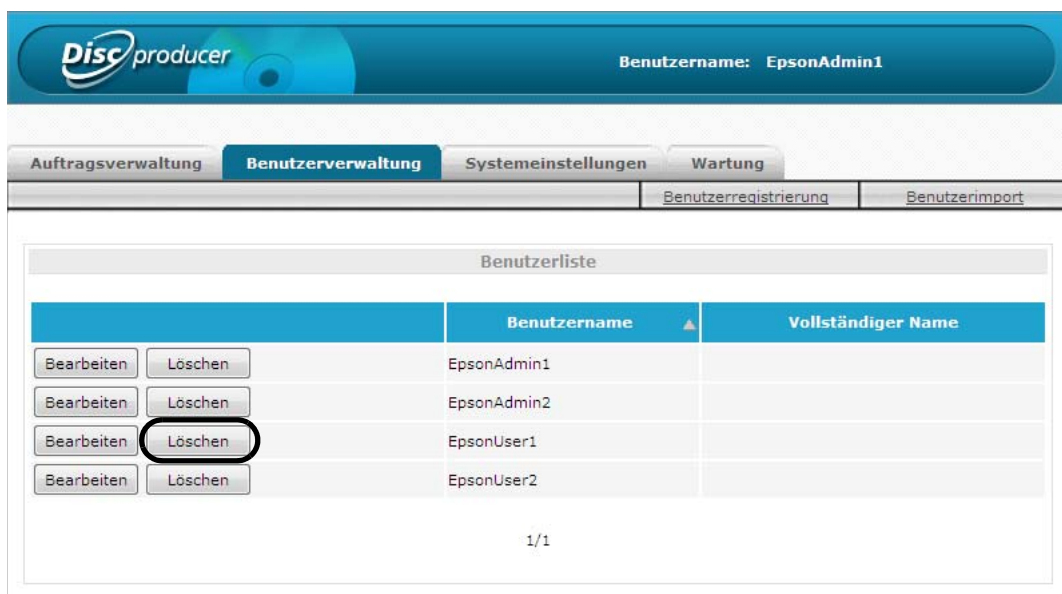 Disc producer
Benutzername: EpsonAdmin1
Auftragsverwaltung Benutzerverwaltung Systemeinstellungen Wartung
Benutzerregistrierung Benutzerimport
Benutzerliste
Benutzername Vollständiger Name
Bearbeiten Löschen EpsonAdmin1
Bearbeiten Löschen EpsonAdmin2
Bearbeiten Löschen EpsonUser1
Bearbeiten Löschen EpsonUser2
1/1